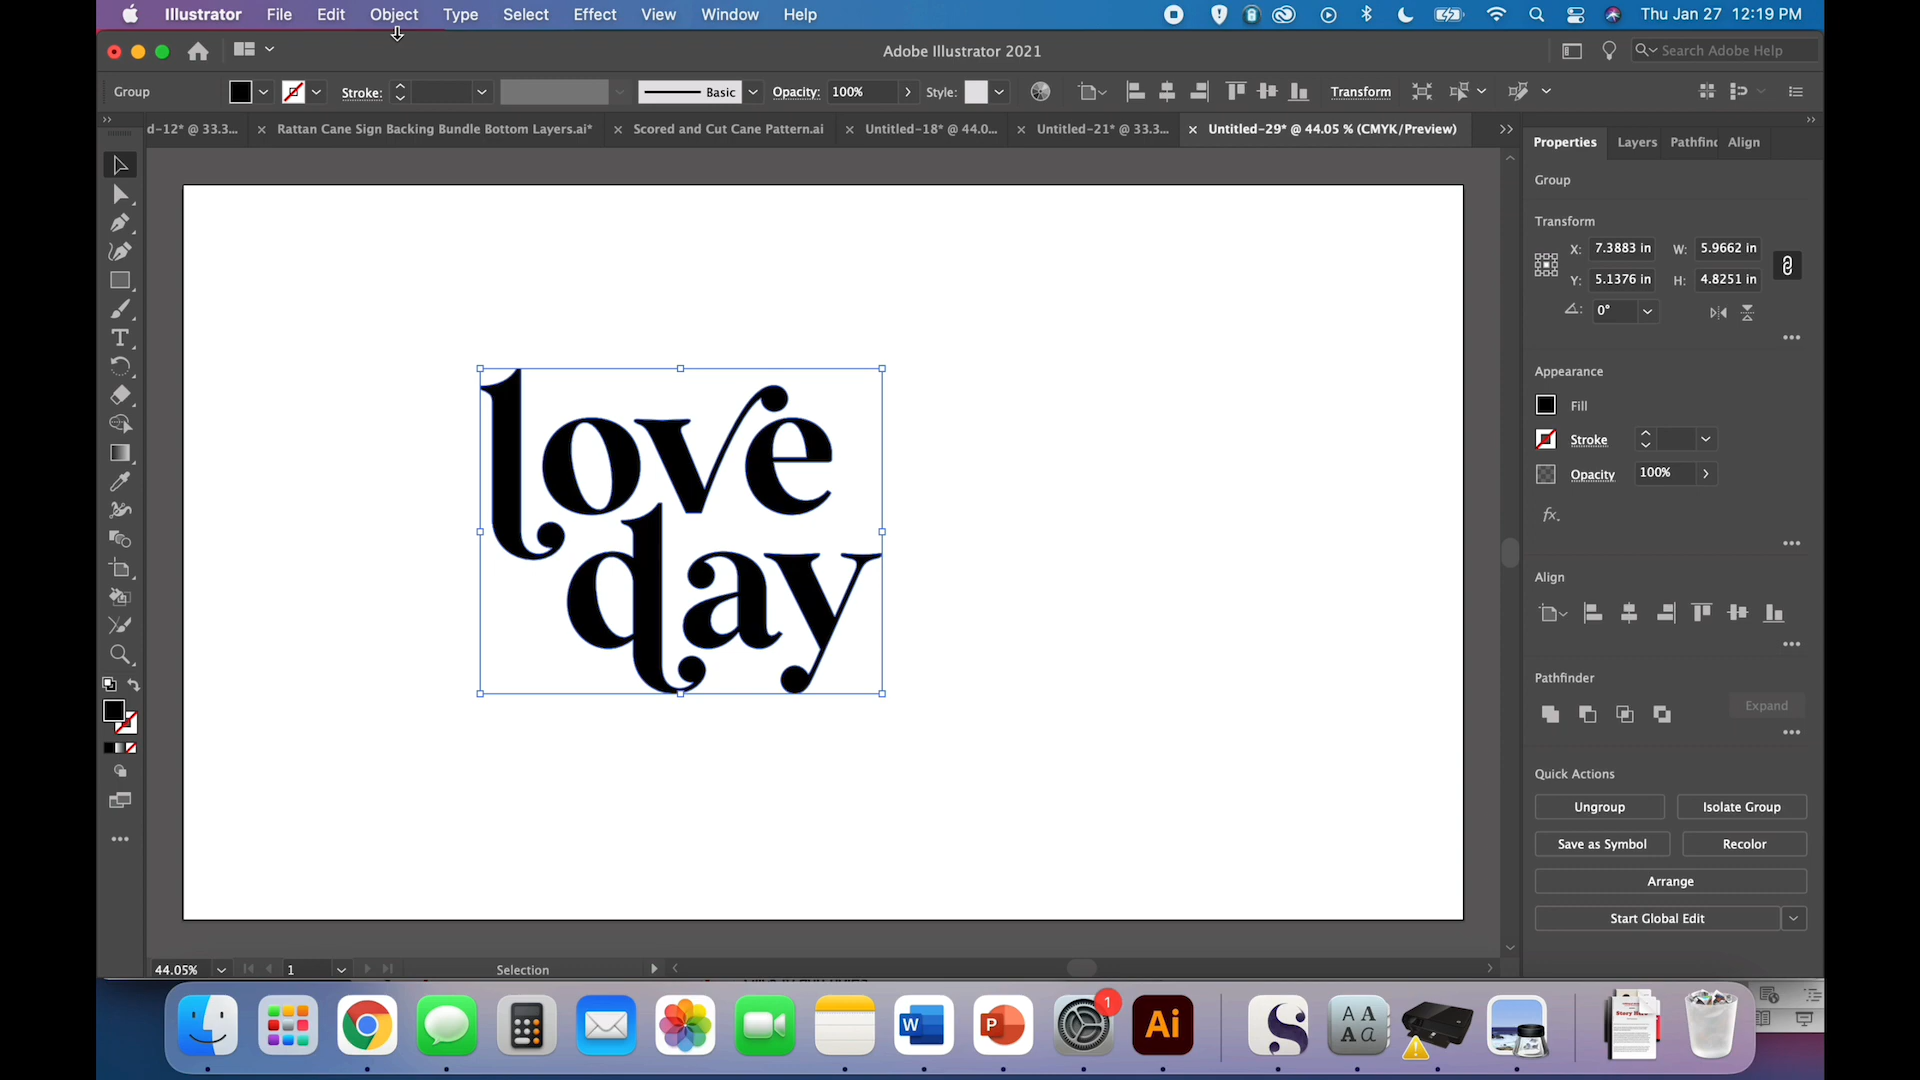 Illustrator File Edit Object Type Select Effect View Window Help Thu Jan 27 12:19 PM
Adobe Illustrator 2021 Search Adobe Help
Group Stroke: Basic Opacity: 100% Style: Transform
d-12* @ 33.3... Rattan Cane Sign Backing Bundle Bottom Layers.ai* Scored and Cut Cane Pattern.ai Untitled-18* @ 44.0... Untitled-21* @ 33.3... Untitled-29* @ 44.05 % (CMYK/Preview)
Properties Layers Pathfinc Align
Group
Transform
X: 7.3883 in W: 5.9662 in
Y: 5.1376 in H: 4.8251 in
0°
Appearance
Fill
Stroke
Opacity 100%
fx.
Align
Pathfinder
Expand
Quick Actions
Ungroup Isolate Group
Save as Symbol Recolor
Arrange
Start Global Edit
love
day
44.05% 1 Selection
1
W P Ai A A A a